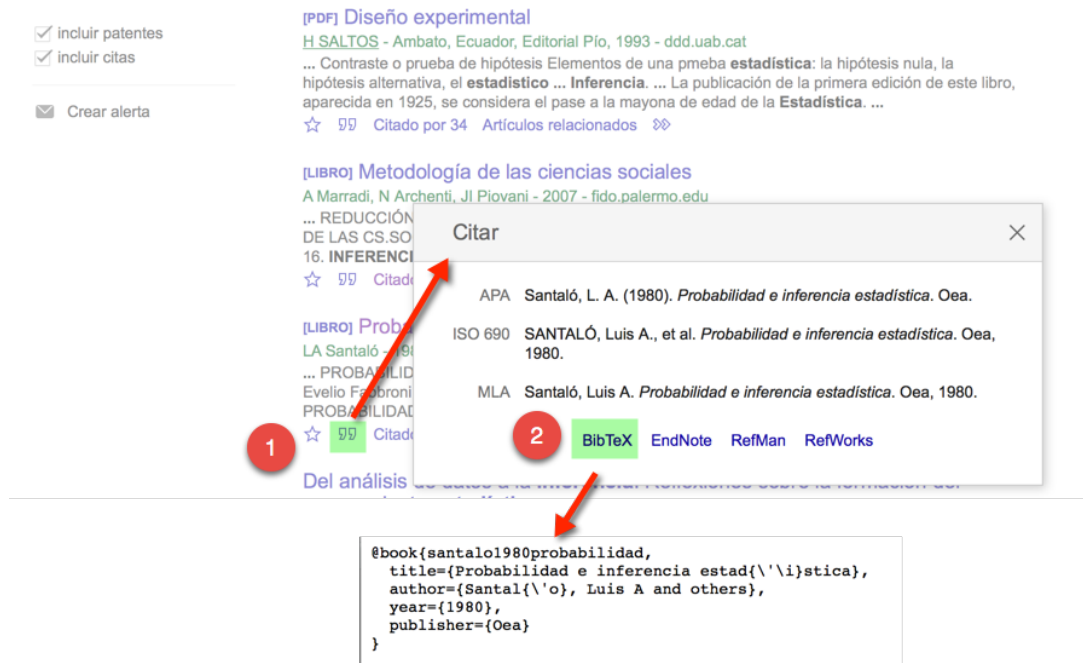 incluir patentes
incluir citas
Crear alerta
[PDF] Diseño experimental
H SALTOS - Ambato, Ecuador, Editorial Pío, 1993 - ddd.uab.cat
... Contraste o prueba de hipótesis Elementos de una pmeba estadística: la hipótesis nula, la
hipótesis alternativa, el estadistico ... Inferencia. ... La publicación de la primera edición de este libro,
aparecida en 1925, se considera el pase a la mayona de edad de la Estadística. ...
Citado por 34 Artículos relacionados
[LIBRO] Metodología de las ciencias sociales
A Marradi, N Archenti, JI Piovani - 2007 - fido.palermo.edu
... REDUCCIÓN
DE LAS CS.SO
16. INFERENCI
Citado
[LIBRO] Proba
LA Santaló - 198
... PROBABILID
Evelio Fabbroni
PROBABILIDAD
1
Citado
Del análisis de datos a la inferencia: Reflexiones sobre la formación del
Citar
APA Santaló, L. A. (1980). Probabilidad e inferencia estadística. Oea.
ISO 690 SANTALÓ, Luis A., et al. Probabilidad e inferencia estadística. Oea,
1980.
MLA Santaló, Luis A. Probabilidad e inferencia estadística. Oea, 1980.
2 BibTeX EndNote RefMan RefWorks
@book{santalo1980probabilidad,
title={Probabilidad e inferencia estad{\'\i}stica},
author={Santal{\'o}, Luis A and others},
year={1980},
publisher={Oea}
}